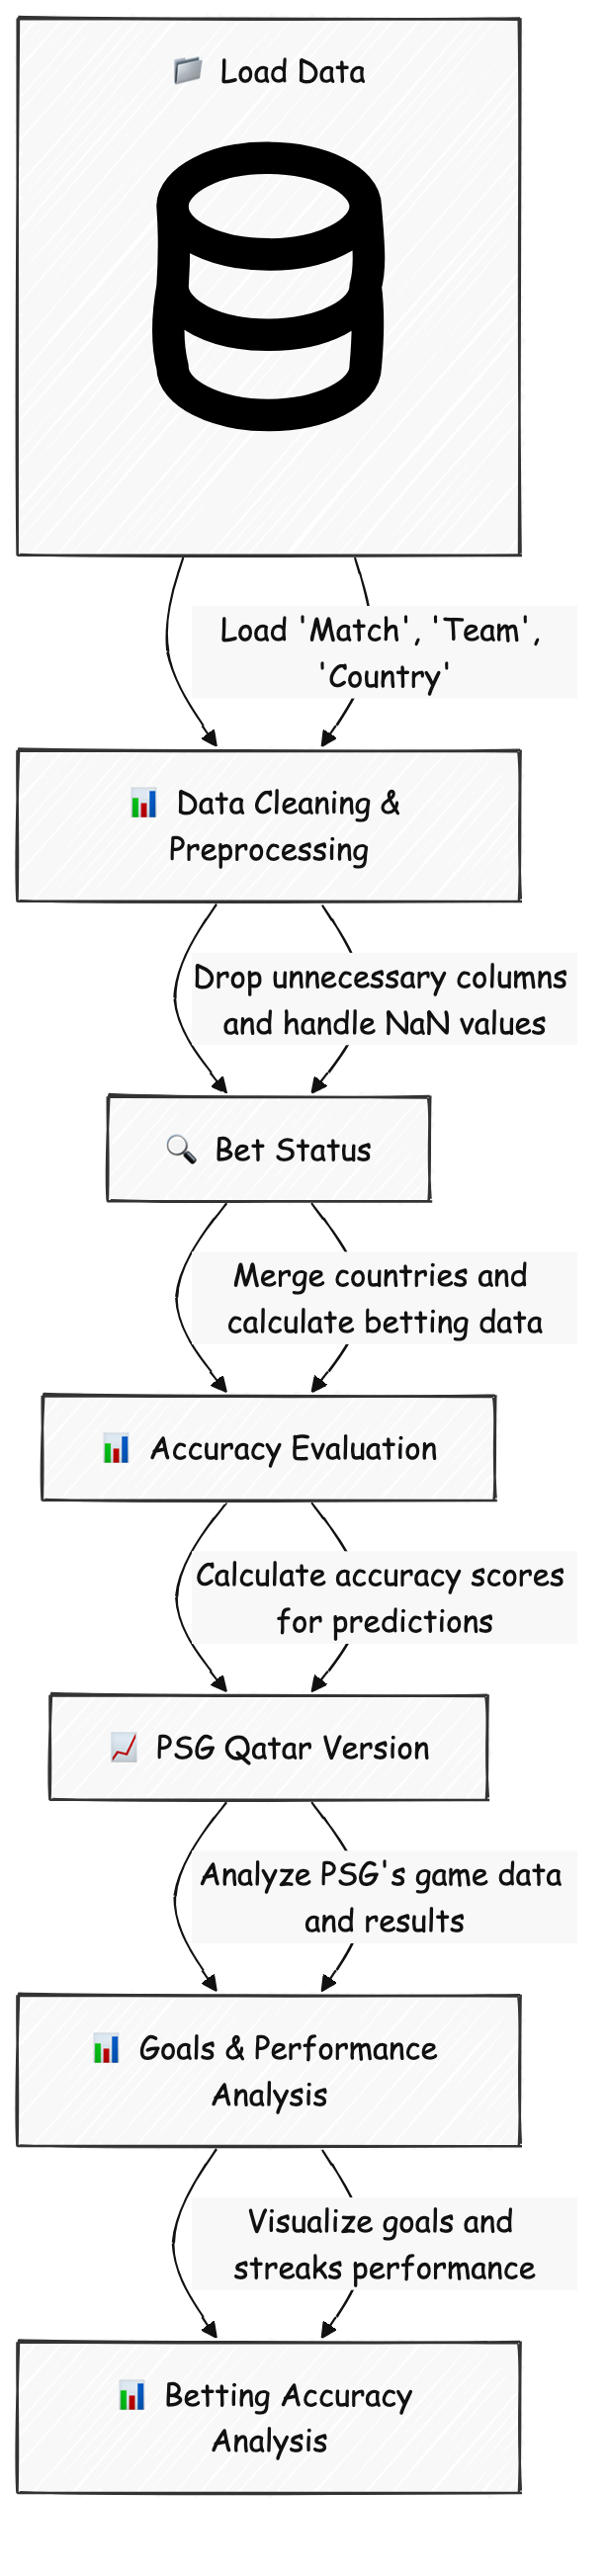 Load Data
Load 'Match', 'Team',
'Country'
Data Cleaning &
Preprocessing
Drop unnecessary columns
and handle NaN values
Bet Status
Merge countries and
calculate betting data
Accuracy Evaluation
Calculate accuracy scores
for predictions
PSG Qatar Version
Analyze PSG's game data
and results
Goals & Performance
Analysis
Visualize goals and
streaks performance
Betting Accuracy
Analysis